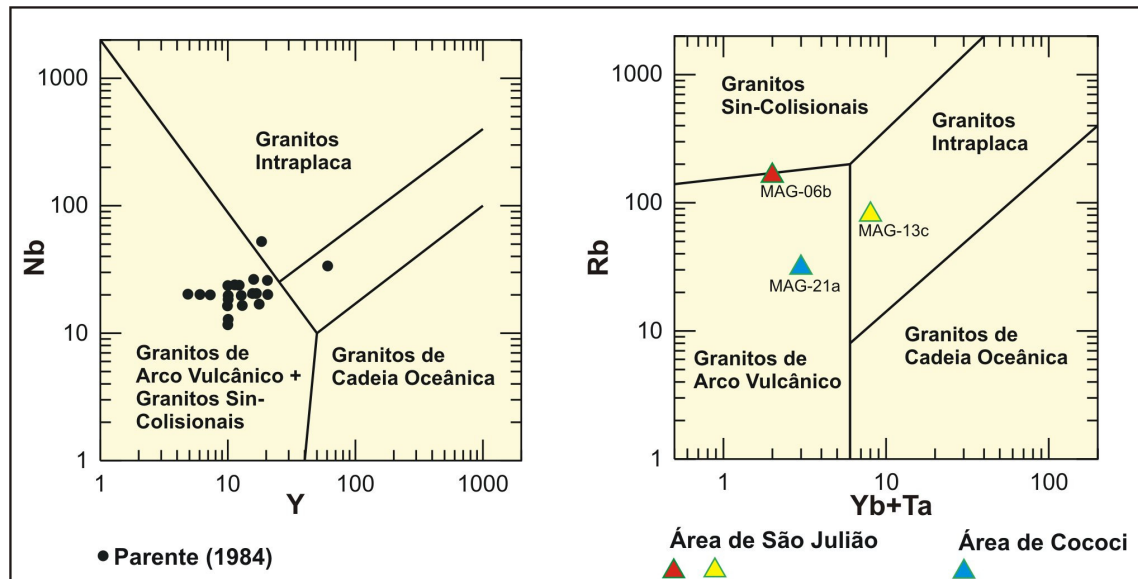 1000
100
10
1
Nb
1
10
100
1000
Y
Granitos
Intraplaca
Granitos de
Arco Vulcânico +
Granitos Sin-
Colisionais
Granitos de
Cadeia Oceânica
● Parente (1984)
1000
100
10
1
Rb
1
10
100
Yb+Ta
Granitos
Sin-Colisionais
Granitos
Intraplaca
MAG-06b
MAG-13c
MAG-21a
Granitos de
Arco Vulcânico
Granitos de
Cadeia Oceânica
Área de São Julião
Área de Cococi